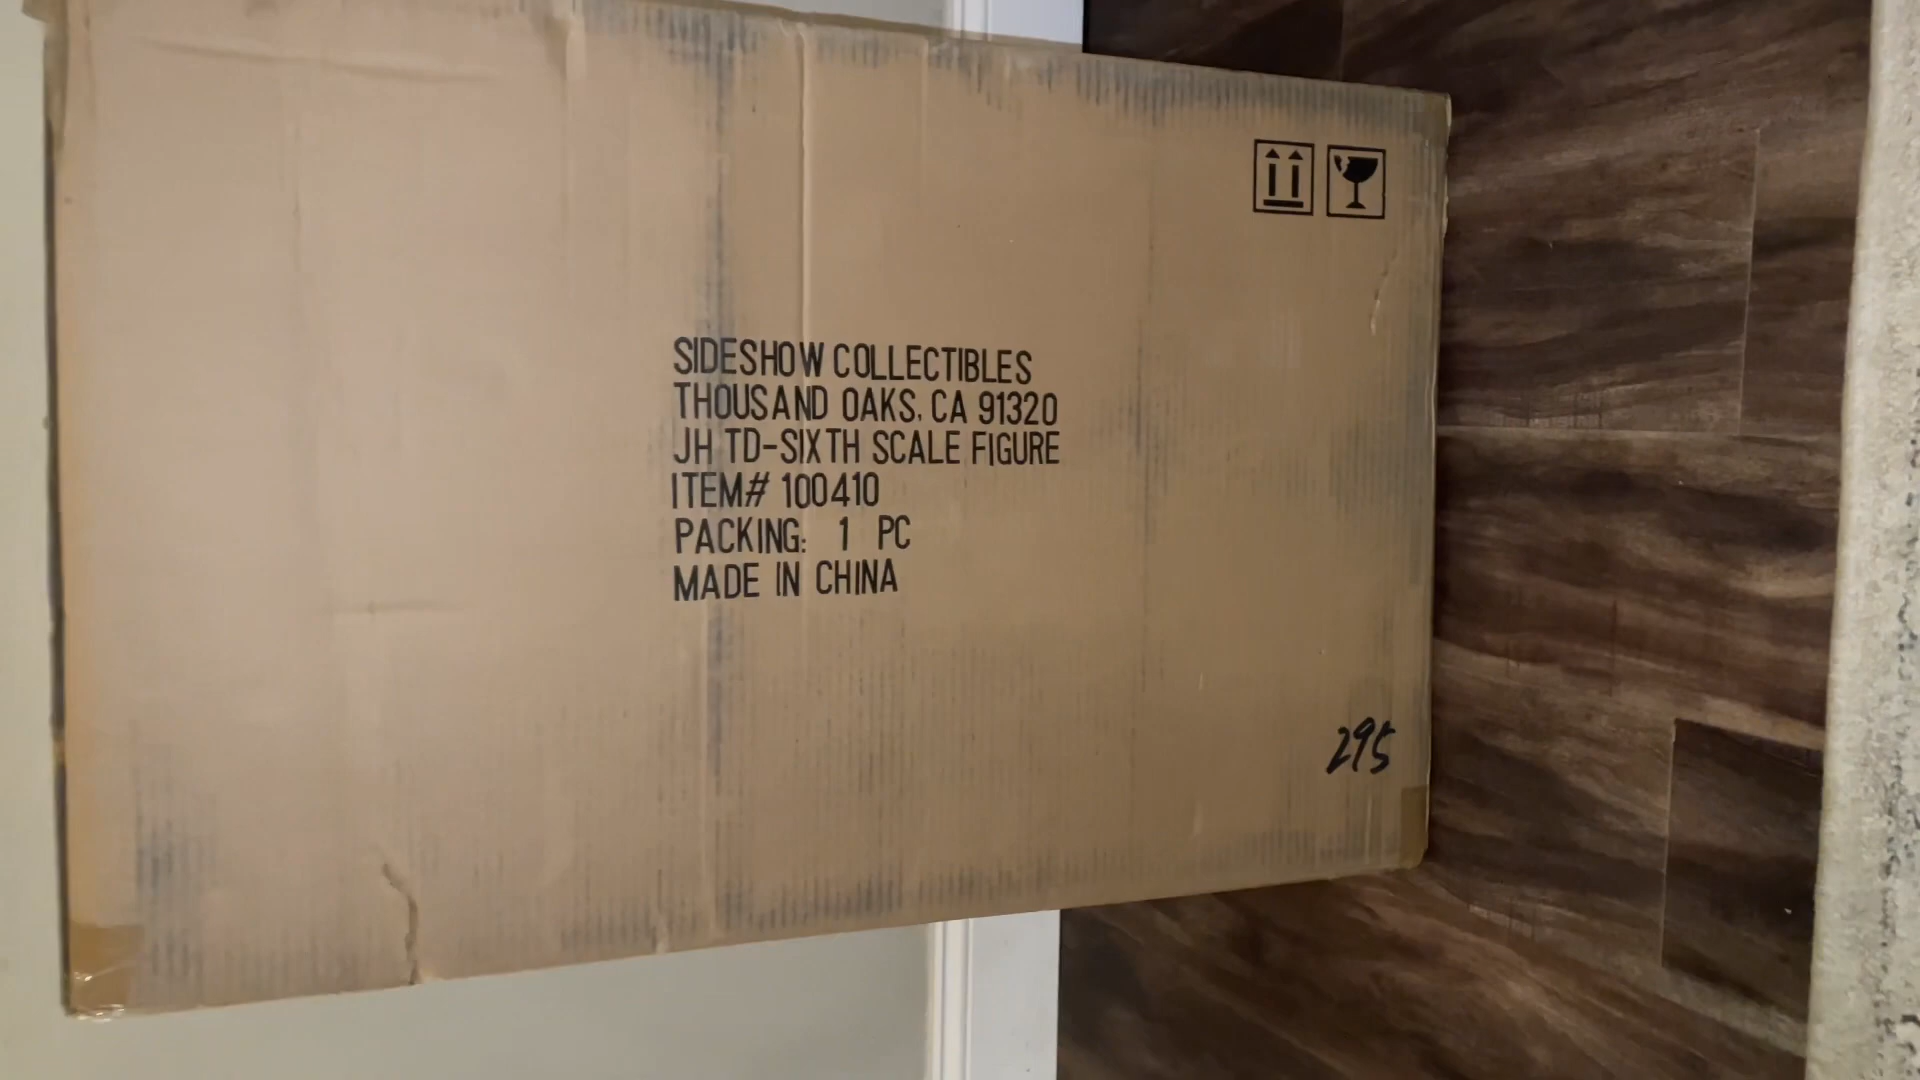 SIDESHOW COLLECTIBLES
THOUSAND OAKS, CA 91320
JH TD-SIXTH SCALE FIGURE
ITEM# 100410
PACKING: 1 PC
MADE IN CHINA
295